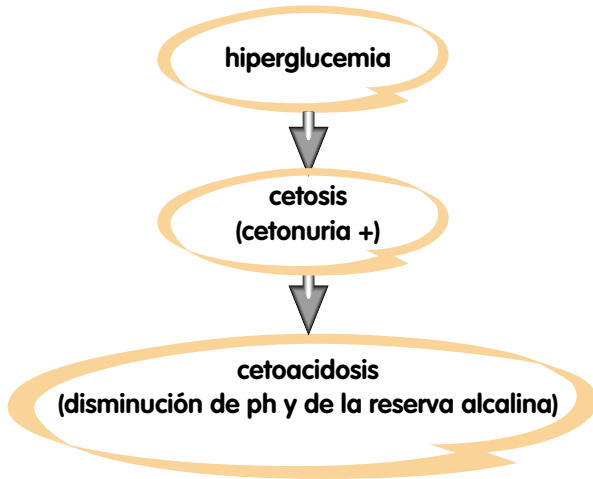 hiperglucemia
cetosis
(cetonuria +)
cetoacidosis
(disminución de ph y de la reserva alcalina)